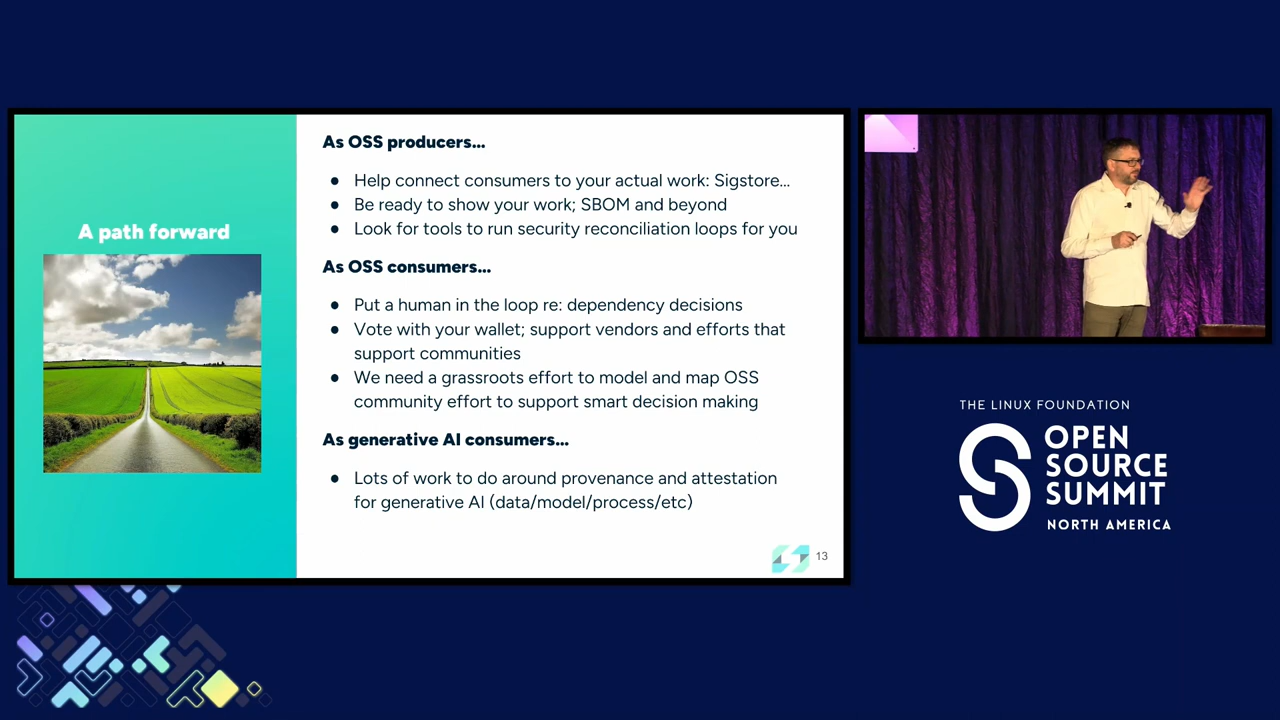 A path forward
As OSS producers...
● Help connect consumers to your actual work: Sigstore...
● Be ready to show your work; SBOM and beyond
● Look for tools to run security reconciliation loops for you
As OSS consumers...
● Put a human in the loop re: dependency decisions
● Vote with your wallet; support vendors and efforts that
support communities
● We need a grassroots effort to model and map OSS
community effort to support smart decision making
As generative AI consumers...
● Lots of work to do around provenance and attestation
for generative AI (data/model/process/etc)
13
THE LINUX FOUNDATION
OPEN
SOURCE
SUMMIT
NORTH AMERICA